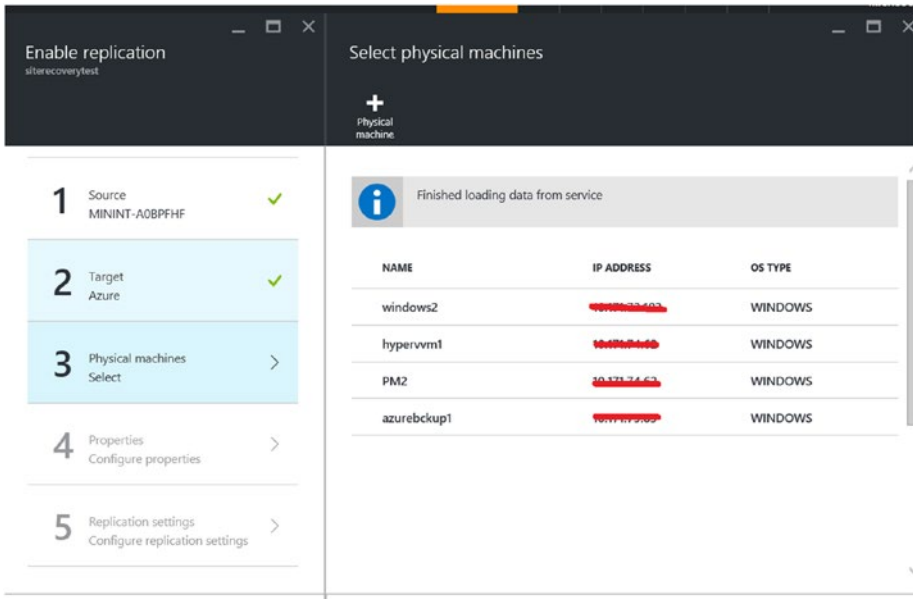 Enable replication
siterecoverytest
Select physical machines
Physical
machine
1
Source
MININT-A0BPFHF
2
Target
Azure
3
Physical machines
Select
4
Properties
Configure properties
5
Replication settings
Configure replication settings
Finished loading data from service
NAME IP ADDRESS OS TYPE
windows2 WINDOWS
hypervvm1 WINDOWS
PM2 WINDOWS
azurebckup1 WINDOWS